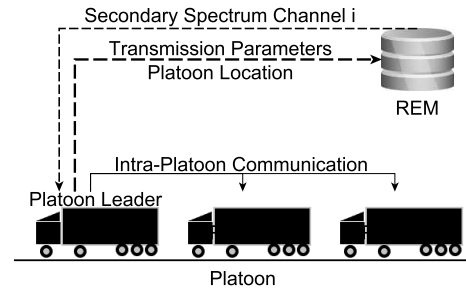 Secondary Spectrum Channel i
Transmission Parameters
Platoon Location
REM
Intra-Platoon Communication
Platoon Leader
Platoon